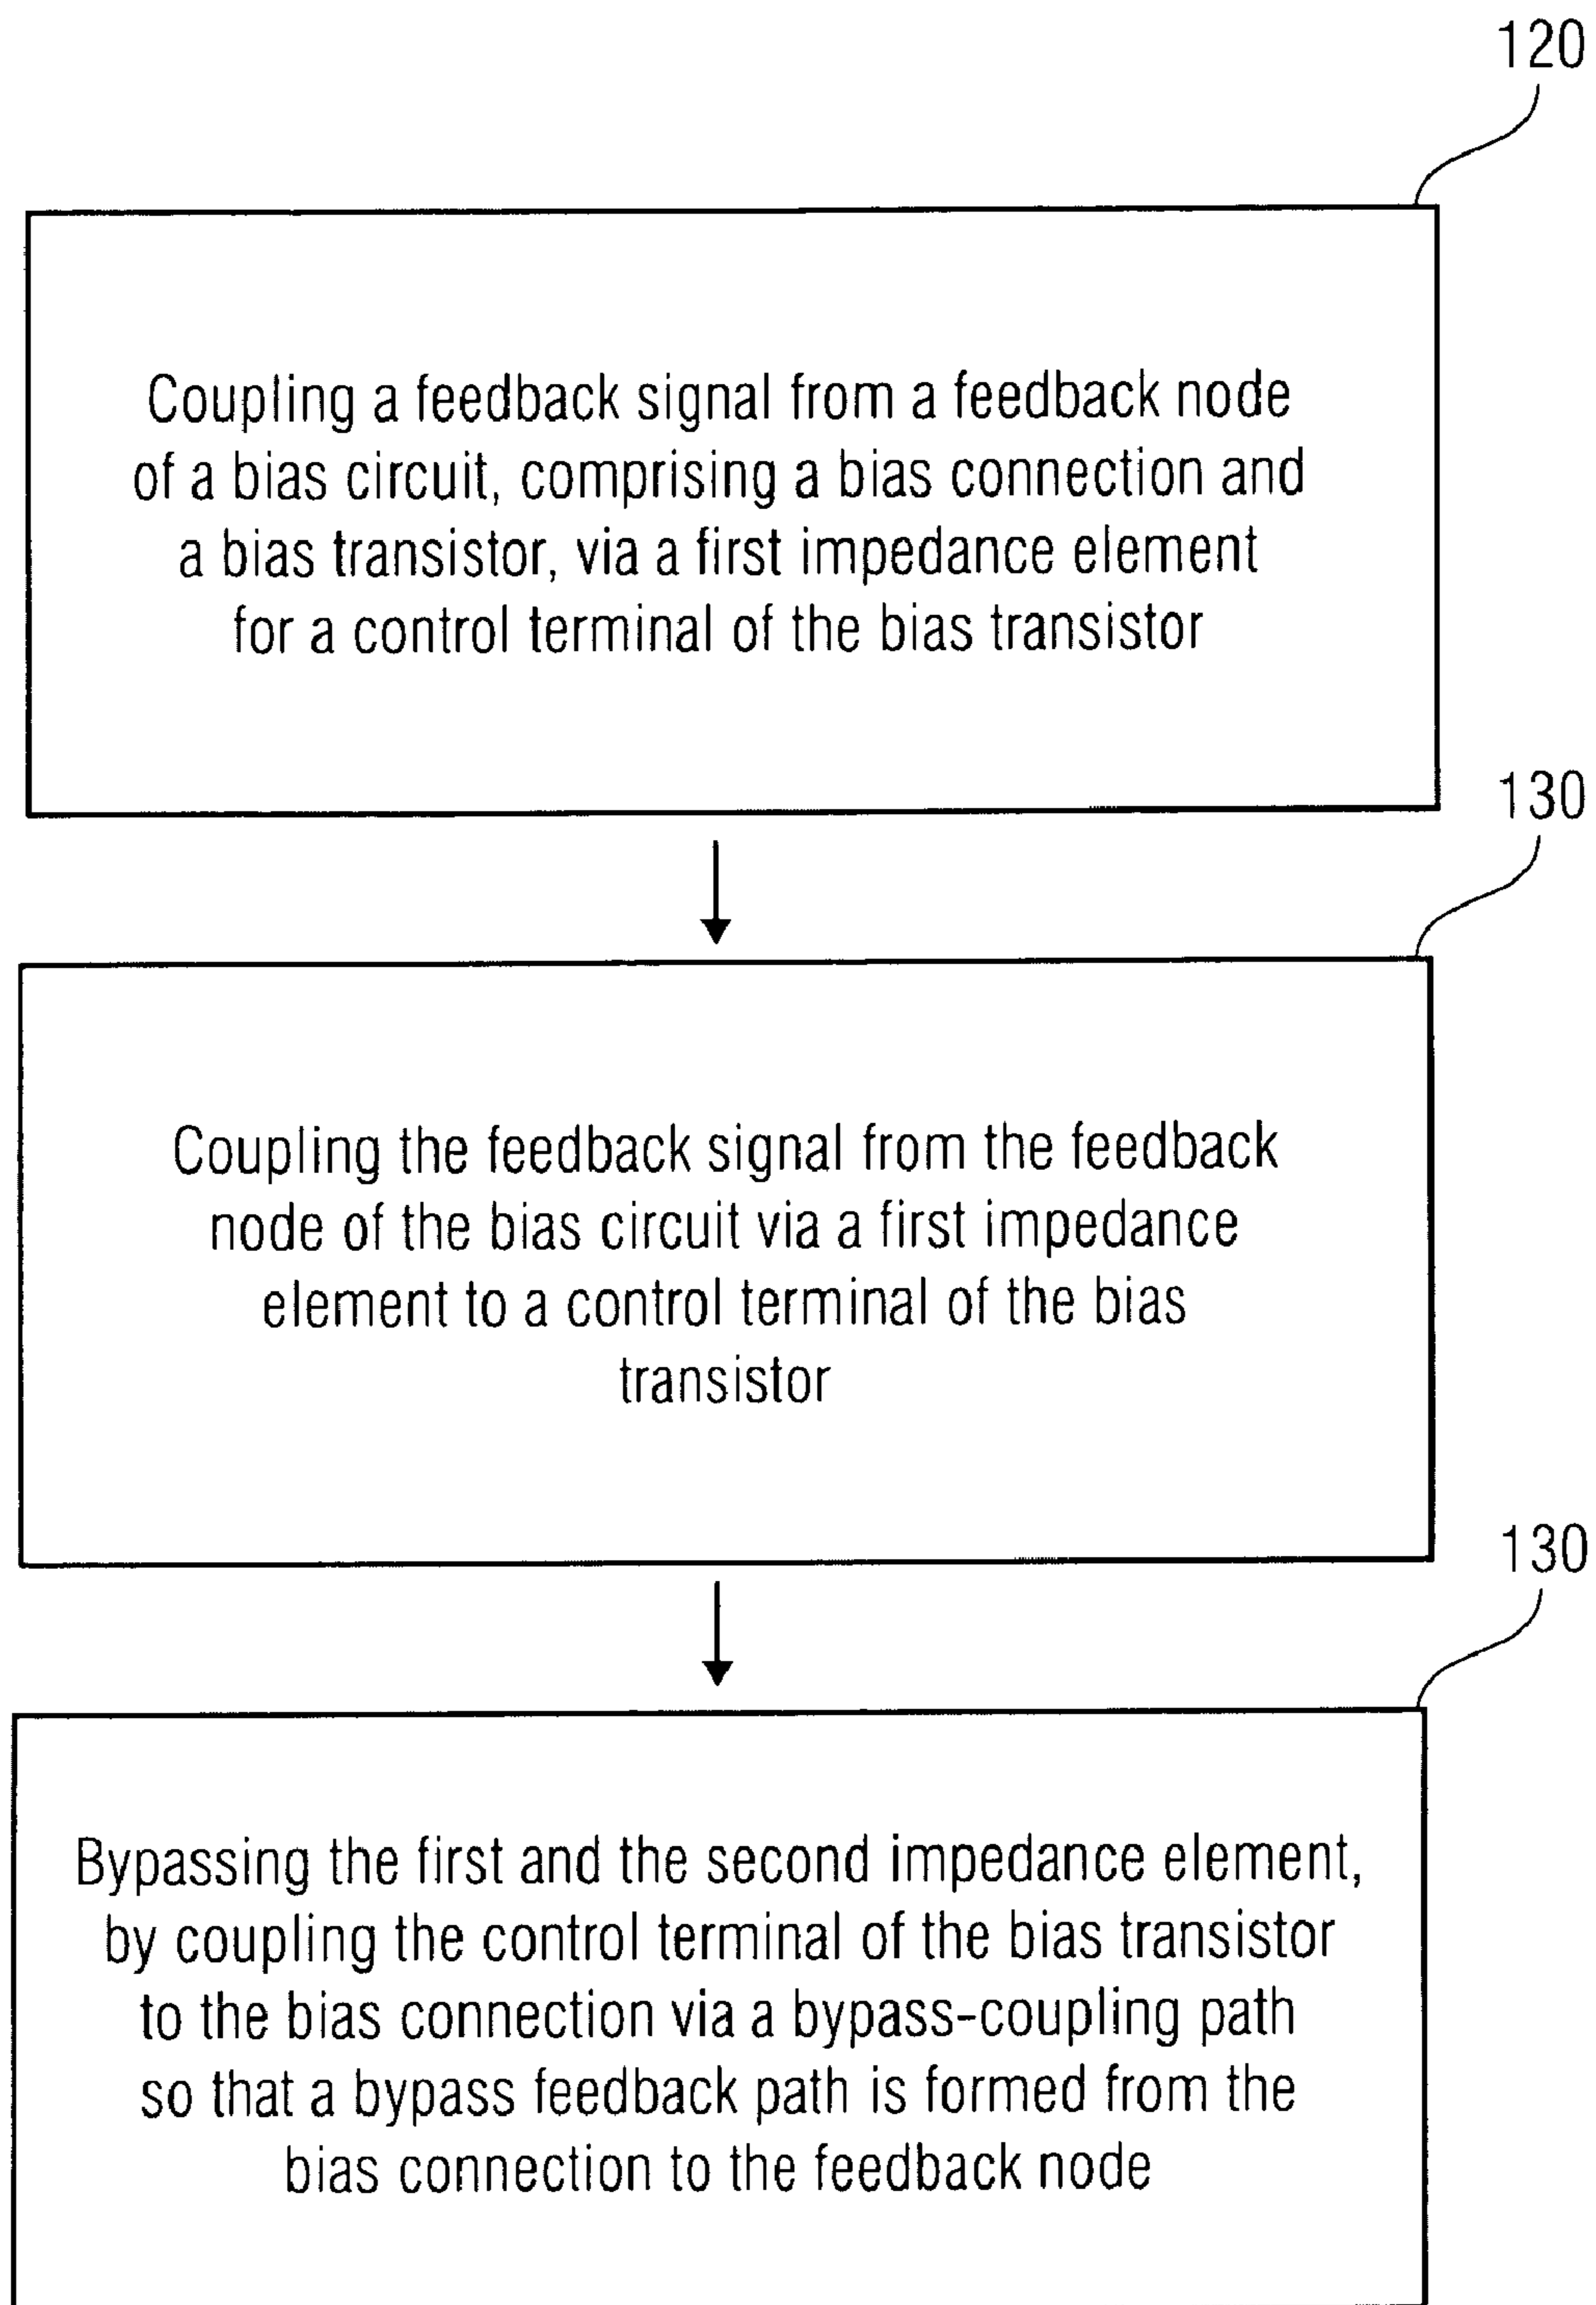 120
Coupling a feedback signal from a feedback node
of a bias circuit, comprising a bias connection and
a bias transistor, via a first impedance element
for a control terminal of the bias transistor
130
Coupling the feedback signal from the feedback
node of the bias circuit via a first impedance
element to a control terminal of the bias
transistor
130
Bypassing the first and the second impedance element,
by coupling the control terminal of the bias transistor
to the bias connection via a bypass-coupling path
so that a bypass feedback path is formed from the
bias connection to the feedback node